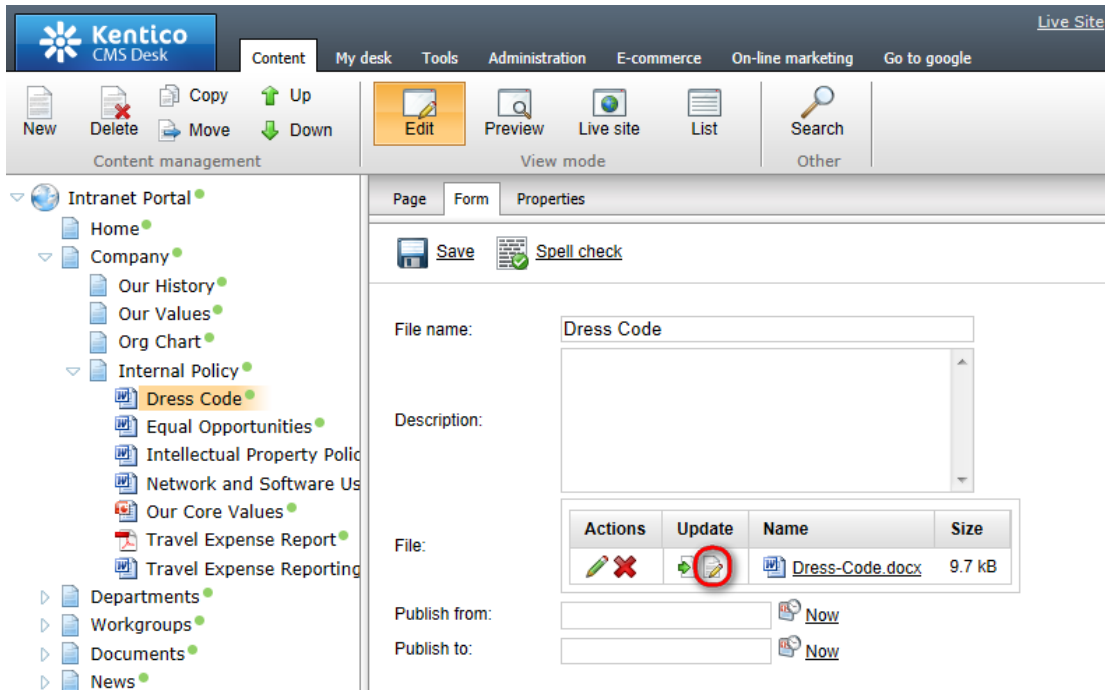 Kentico
CMS Desk
Live Site
Content My desk Tools Administration E-commerce On-line marketing Go to google
New Delete Copy Move Up Down
Content management
Edit Preview Live site List
View mode
Search
Other
Intranet Portal
Home
Company
Our History
Our Values
Org Chart
Internal Policy
Dress Code
Equal Opportunities
Intellectual Property Polic
Network and Software Us
Our Core Values
Travel Expense Report
Travel Expense Reporting
Departments
Workgroups
Documents
News
Page Form Properties
Save Spell check
File name: Dress Code
Description:
File:
Actions Update Name Size
Dress-Code.docx 9.7 kB
Publish from: Now
Publish to: Now